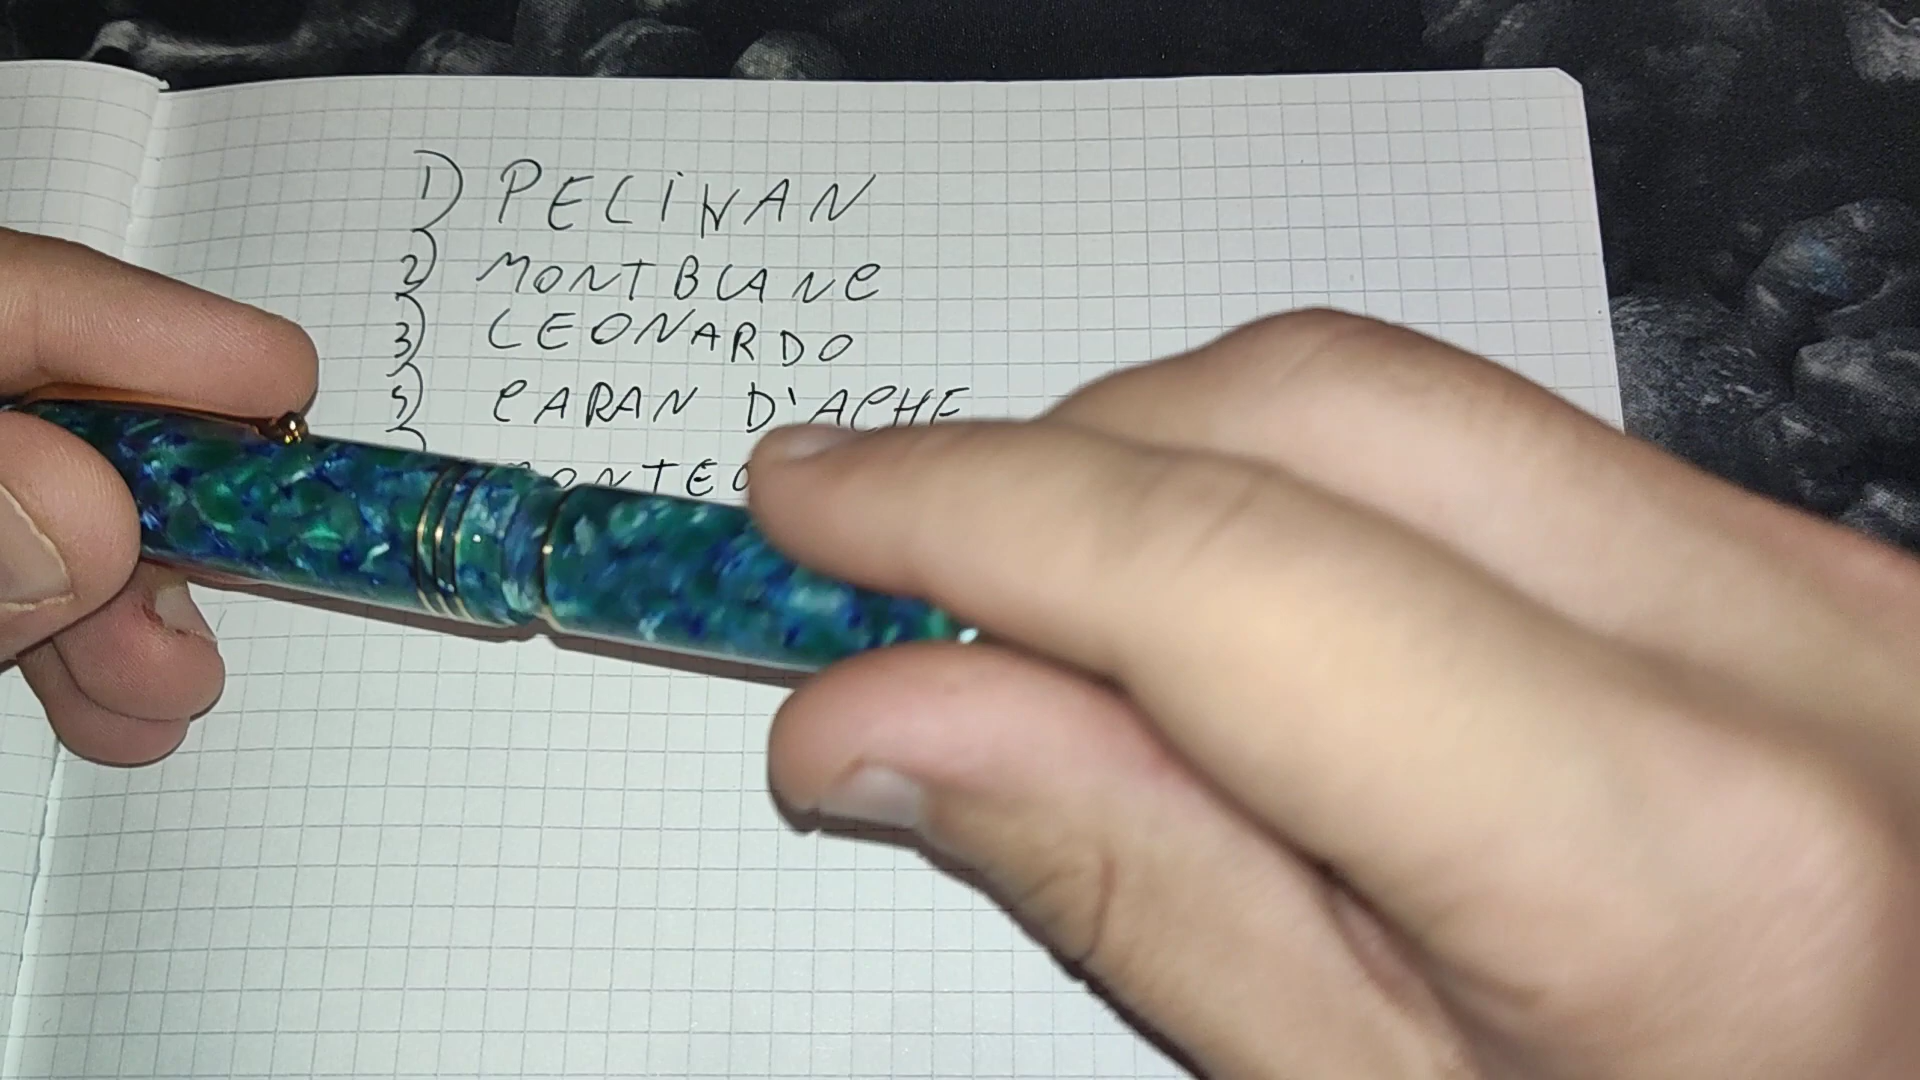 1) PELIKAN
2) MONTBLANC
3) LEONARDO
4) CARAN D'ACHE